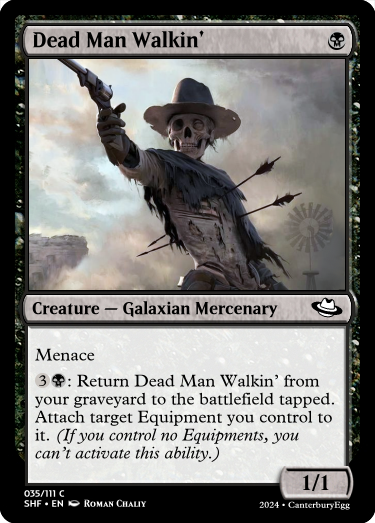 Dead Man Walkin'
Creature — Galaxian Mercenary
Menace
3: Return Dead Man Walkin' from
your graveyard to the battlefield tapped.
Attach target Equipment you control to
it. (If you control no Equipments, you
can't activate this ability.)
1/1
035/111 C
SHF • EN Roman Chaliy
2024 • CanterburyEgg